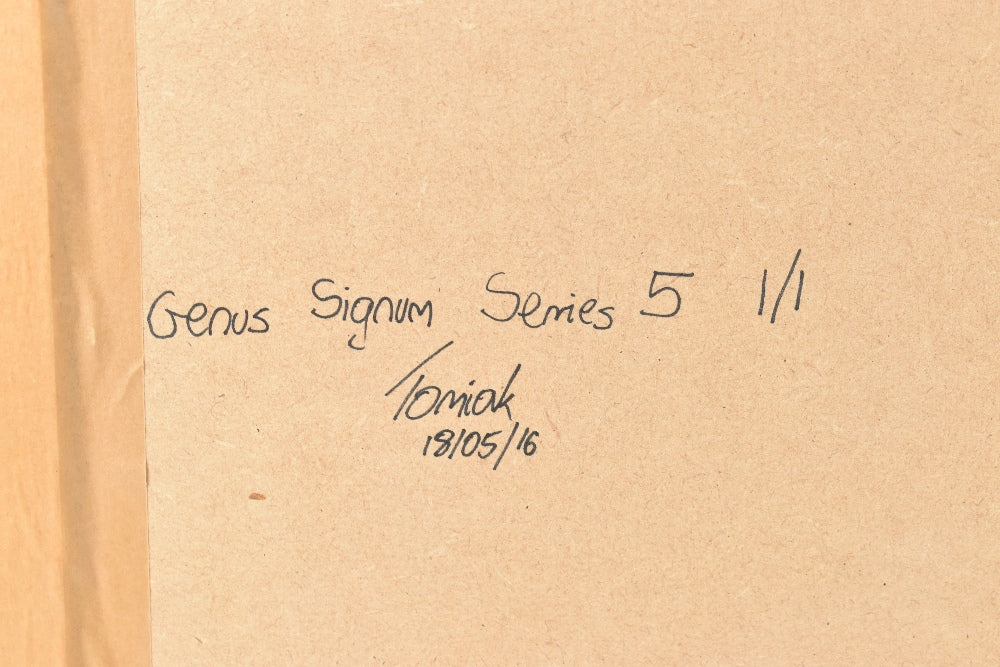 Genus Signum Series 5 1/1
Tomiak
18/05/16